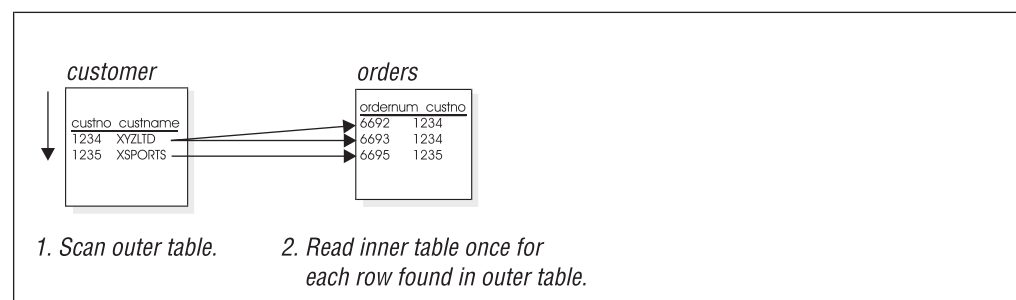 customer
custno custname
1234 XYZLTD
1235 XSPORTS
orders
ordernum custno
6692 1234
6693 1234
6695 1235
1. Scan outer table.
2. Read inner table once for
each row found in outer table.